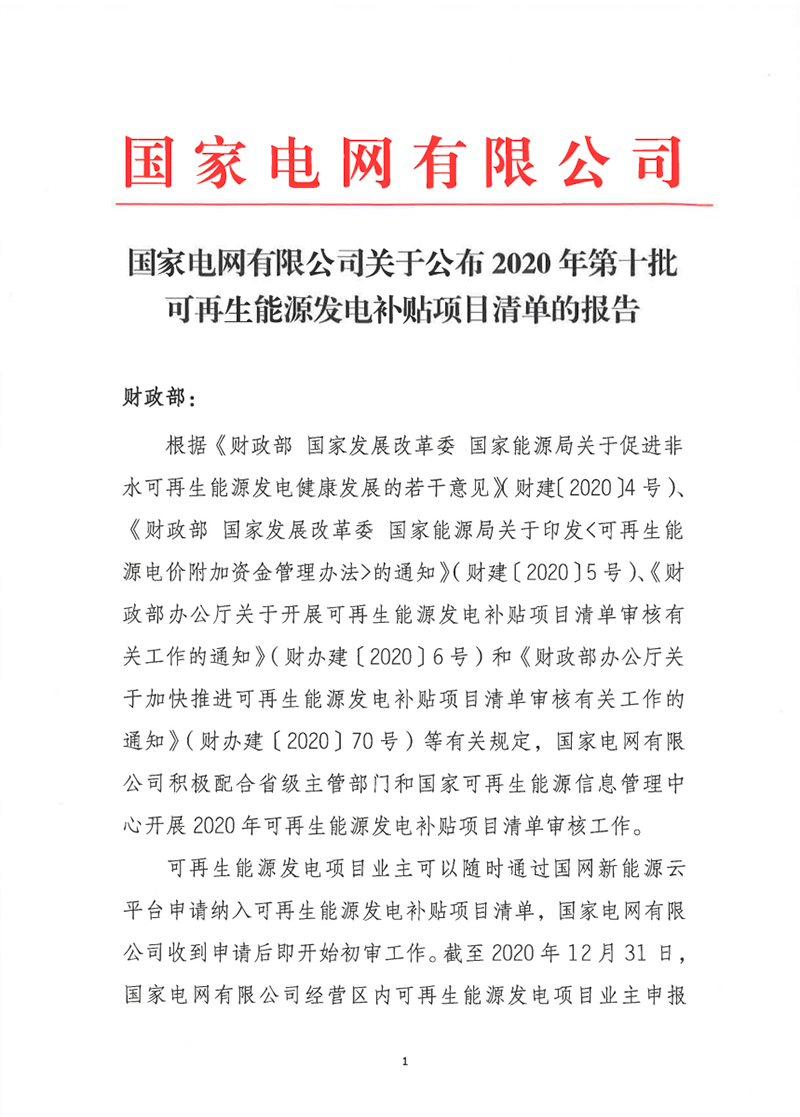 国家电网有限公司
国家电网有限公司关于公布 2020 年第十批
可再生能源发电补贴项目清单的报告
财政部：
根据《财政部 国家发展改革委 国家能源局关于促进非
水可再生能源发电健康发展的若干意见》（财建〔2020〕4 号）、
《财政部 国家发展改革委 国家能源局关于印发<可再生能
源电价附加资金管理办法>的通知》（财建〔2020〕5 号）、《财
政部办公厅关于开展可再生能源发电补贴项目清单审核有
关工作的通知》（财办建〔2020〕6 号）和《财政部办公厅关
于加快推进可再生能源发电补贴项目清单审核有关工作的
通知》（财办建〔2020〕70 号）等有关规定，国家电网有限
公司积极配合省级主管部门和国家可再生能源信息管理中
心开展 2020 年可再生能源发电补贴项目清单审核工作。
可再生能源发电项目业主可以随时通过国网新能源云
平台申请纳入可再生能源发电补贴项目清单，国家电网有限
公司收到申请后即开始初审工作。截至 2020 年 12 月 31 日，
国家电网有限公司经营区内可再生能源发电项目业主申报
1